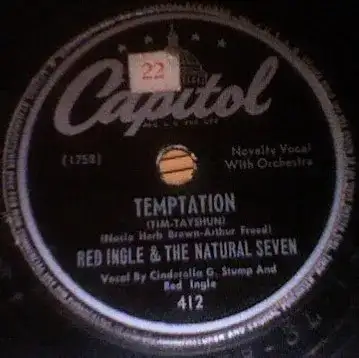 22
Capitol
(1758)
Novelty Vocal
With Orchestra
TEMPTATION
(TIM-TAYSHUN)
(Nacio Herb Brown-Arthur Freed)
RED INGLE & THE NATURAL SEVEN
Vocal By Cinderella G. Stump And
Red Ingle
412